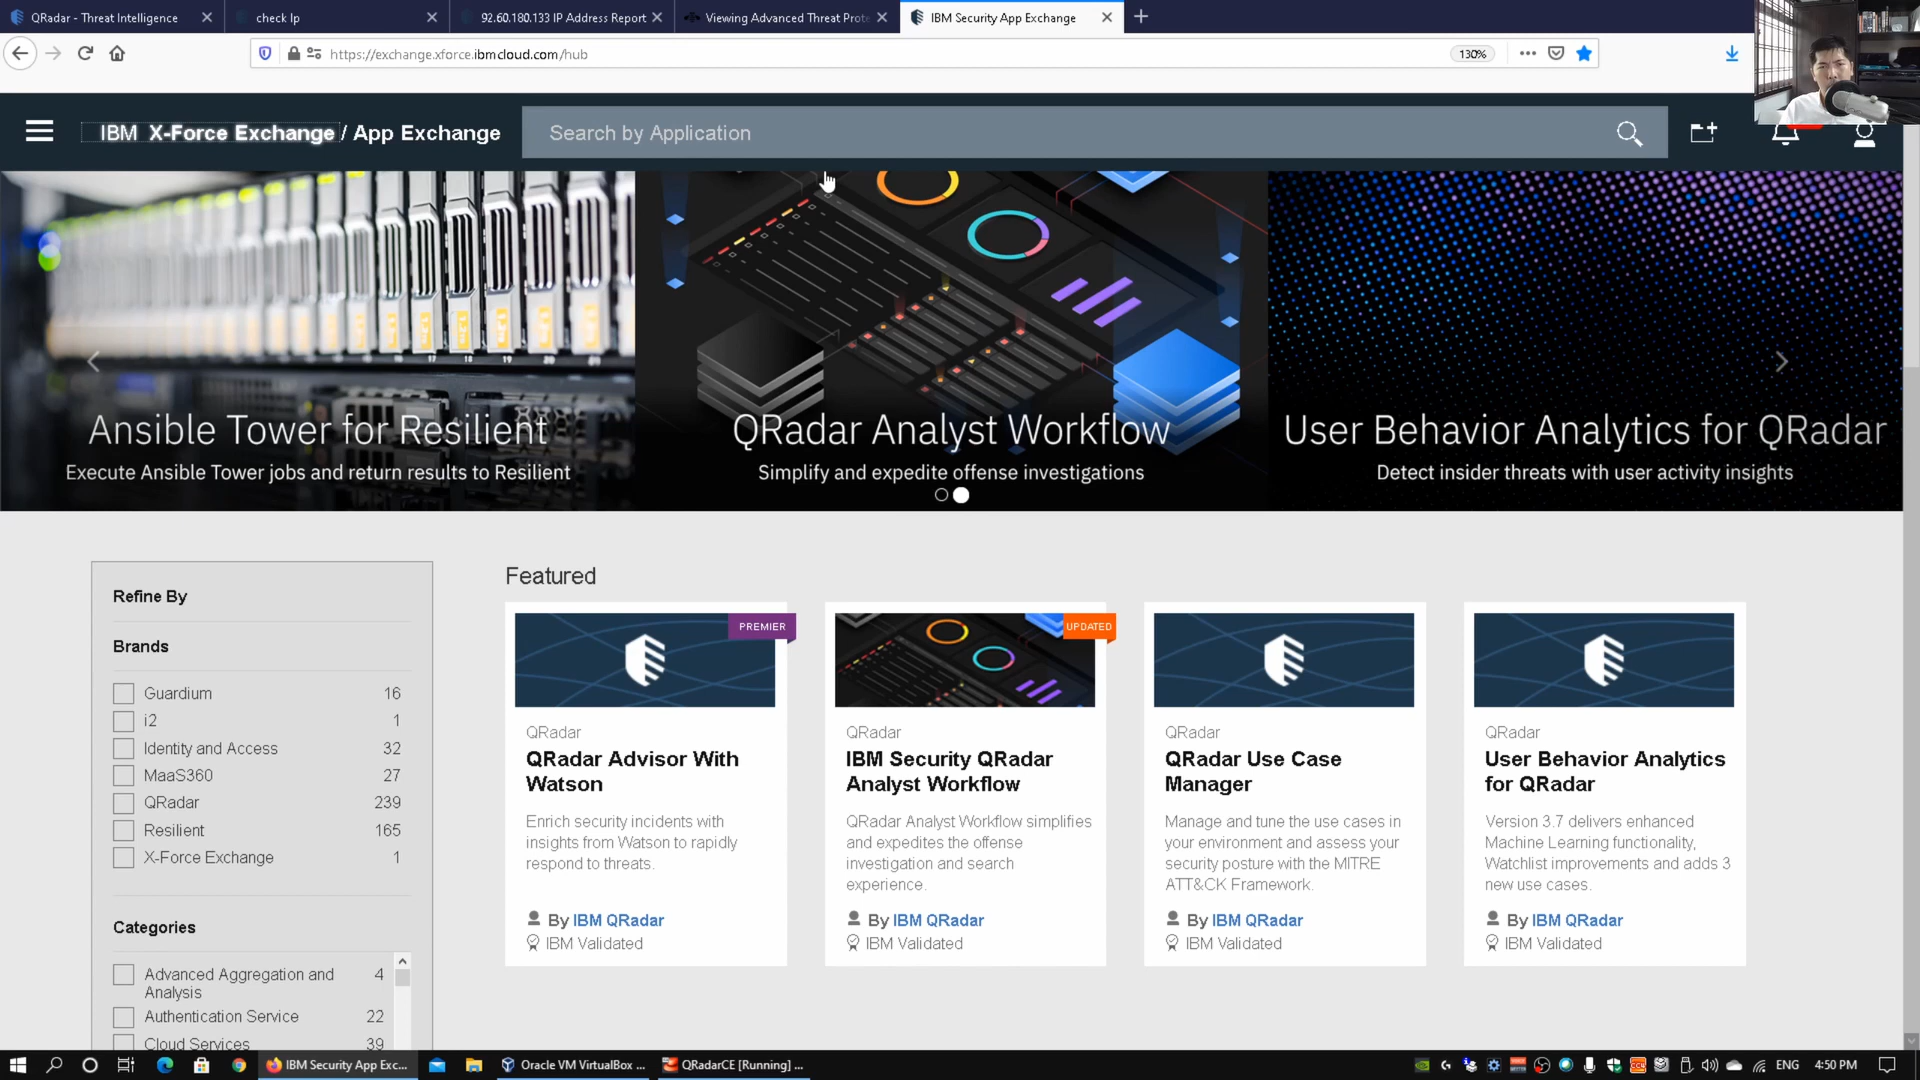 QRadar - Threat Intelligence
check Ip
92.60.180.133 IP Address Report
Viewing Advanced Threat Prote
IBM Security App Exchange
https://exchange.xforce.ibmcloud.com/hub
130%
IBM X-Force Exchange / App Exchange
Search by Application
Ansible Tower for Resilient
Execute Ansible Tower jobs and return results to Resilient
QRadar Analyst Workflow
Simplify and expedite offense investigations
User Behavior Analytics for QRadar
Detect insider threats with user activity insights
Refine By
Brands
Guardium 16
i2 1
Identity and Access 32
MaaS360 27
QRadar 239
Resilient 165
X-Force Exchange 1
Categories
Advanced Aggregation and 4
Analysis
Authentication Service 22
Cloud Services 39
Featured
PREMIER
QRadar
QRadar Advisor With
Watson
Enrich security incidents with
insights from Watson to rapidly
respond to threats.
By IBM QRadar
IBM Validated
UPDATED
QRadar
IBM Security QRadar
Analyst Workflow
QRadar Analyst Workflow simplifies
and expedites the offense
investigation and search
experience.
By IBM QRadar
IBM Validated
QRadar
QRadar Use Case
Manager
Manage and tune the use cases in
your environment and assess your
security posture with the MITRE
ATT&CK Framework.
By IBM QRadar
IBM Validated
QRadar
User Behavior Analytics
for QRadar
Version 3.7 delivers enhanced
Machine Learning functionality,
Watchlist improvements and adds 3
new use cases.
By IBM QRadar
IBM Validated
IBM Security App Exc...
Oracle VM VirtualBox ...
QRadarCE [Running] ...
ENG
4:50 PM